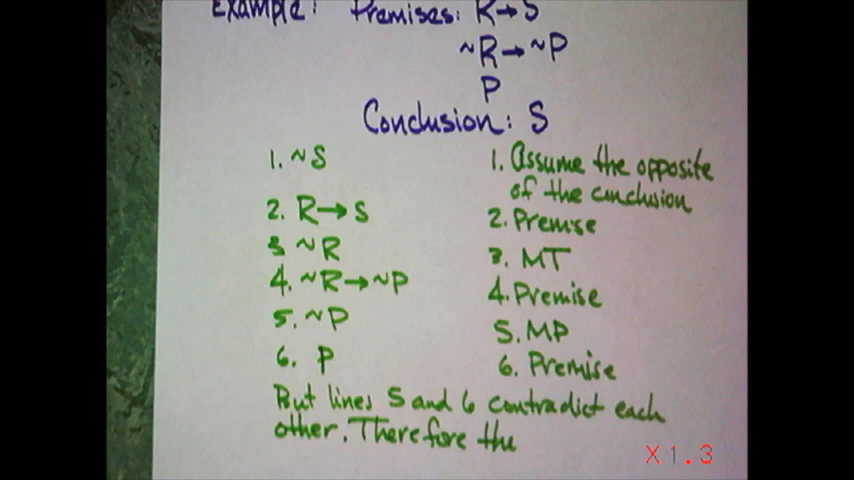 Example: Premises: R→S
~R→~P
P
Conclusion: S
1. ~S 1. Assume the opposite
of the conclusion
2. R→S 2. Premise
3 ~R 3. MT
4. ~R→~P 4. Premise
5. ~P 5. MP
6. P 6. Premise
But lines 5 and 6 contradict each
other. Therefore the
X1.3